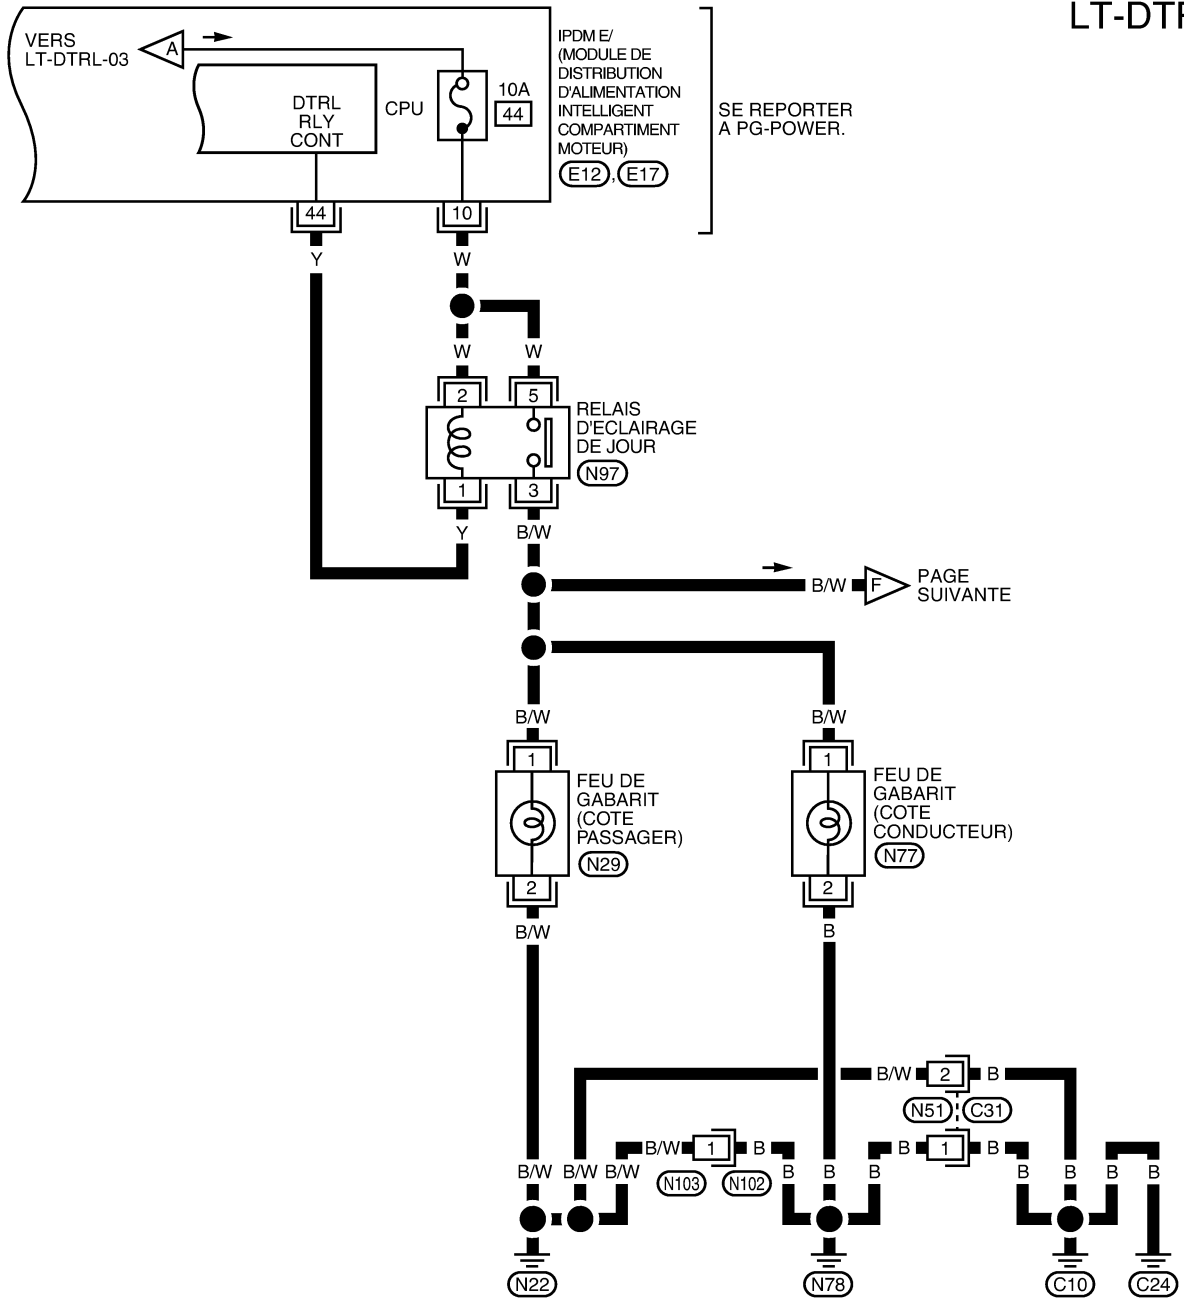 LT-DTR
VERS
LT-DTRL-03
A
DTRL
RLY
CONT
CPU
10A
44
IPDM E/
(MODULE DE
DISTRIBUTION
D'ALIMENTATION
INTELLIGENT
COMPARTIMENT
MOTEUR)
E12 , E17
SE REPORTER
A PG-POWER.
44
10
Y
W
W
W
2
5
RELAIS
D'ECLAIRAGE
DE JOUR
N97
1
3
Y
B/W
B/W
F
PAGE
SUIVANTE
B/W
B/W
1
1
FEU DE
GABARIT
(COTE
PASSAGER)
N29
FEU DE
GABARIT
(COTE
CONDUCTEUR)
N77
2
2
B/W
B
B/W
2
B
N51
C31
B/W
1
B
B
1
B
N103
N102
B/W
B/W
B/W
B
B
B
B
B
B
B
N22
N78
C10
C24